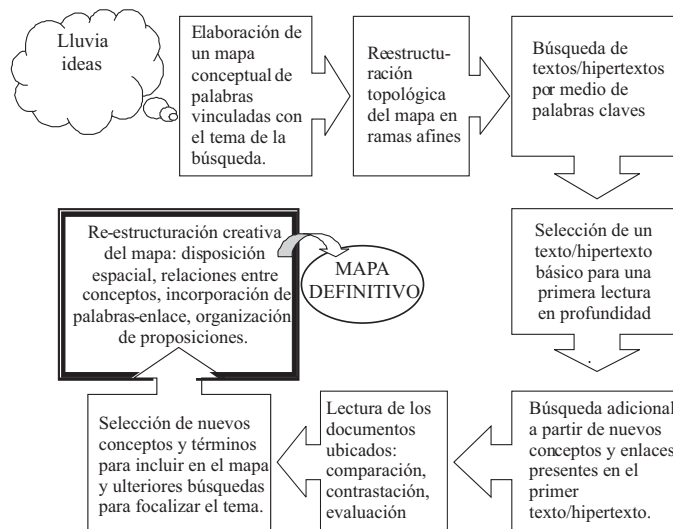 Lluvia
ideas
Elaboración de
un mapa
conceptual de
palabras
vinculadas con
el tema de la
búsqueda.
Reestructu-
ración
topológica
del mapa en
ramas afines
Búsqueda de
textos/hipertextos
por medio de
palabras claves
Selección de un
texto/hipertexto
básico para una
primera lectura
en profundidad
.
Búsqueda adicional
a partir de nuevos
conceptos y enlaces
presentes en el
primer
texto/hipertexto.
Lectura de los
documentos
ubicados:
comparación,
contrastación,
evaluación
Selección de nuevos
conceptos y términos
para incluir en el mapa
y ulteriores búsquedas
para focalizar el tema.
Re-estructuración creativa
del mapa: disposición
espacial, relaciones entre
conceptos, incorporación de
palabras-enlace, organización
de proposiciones.
MAPA
DEFINITIVO